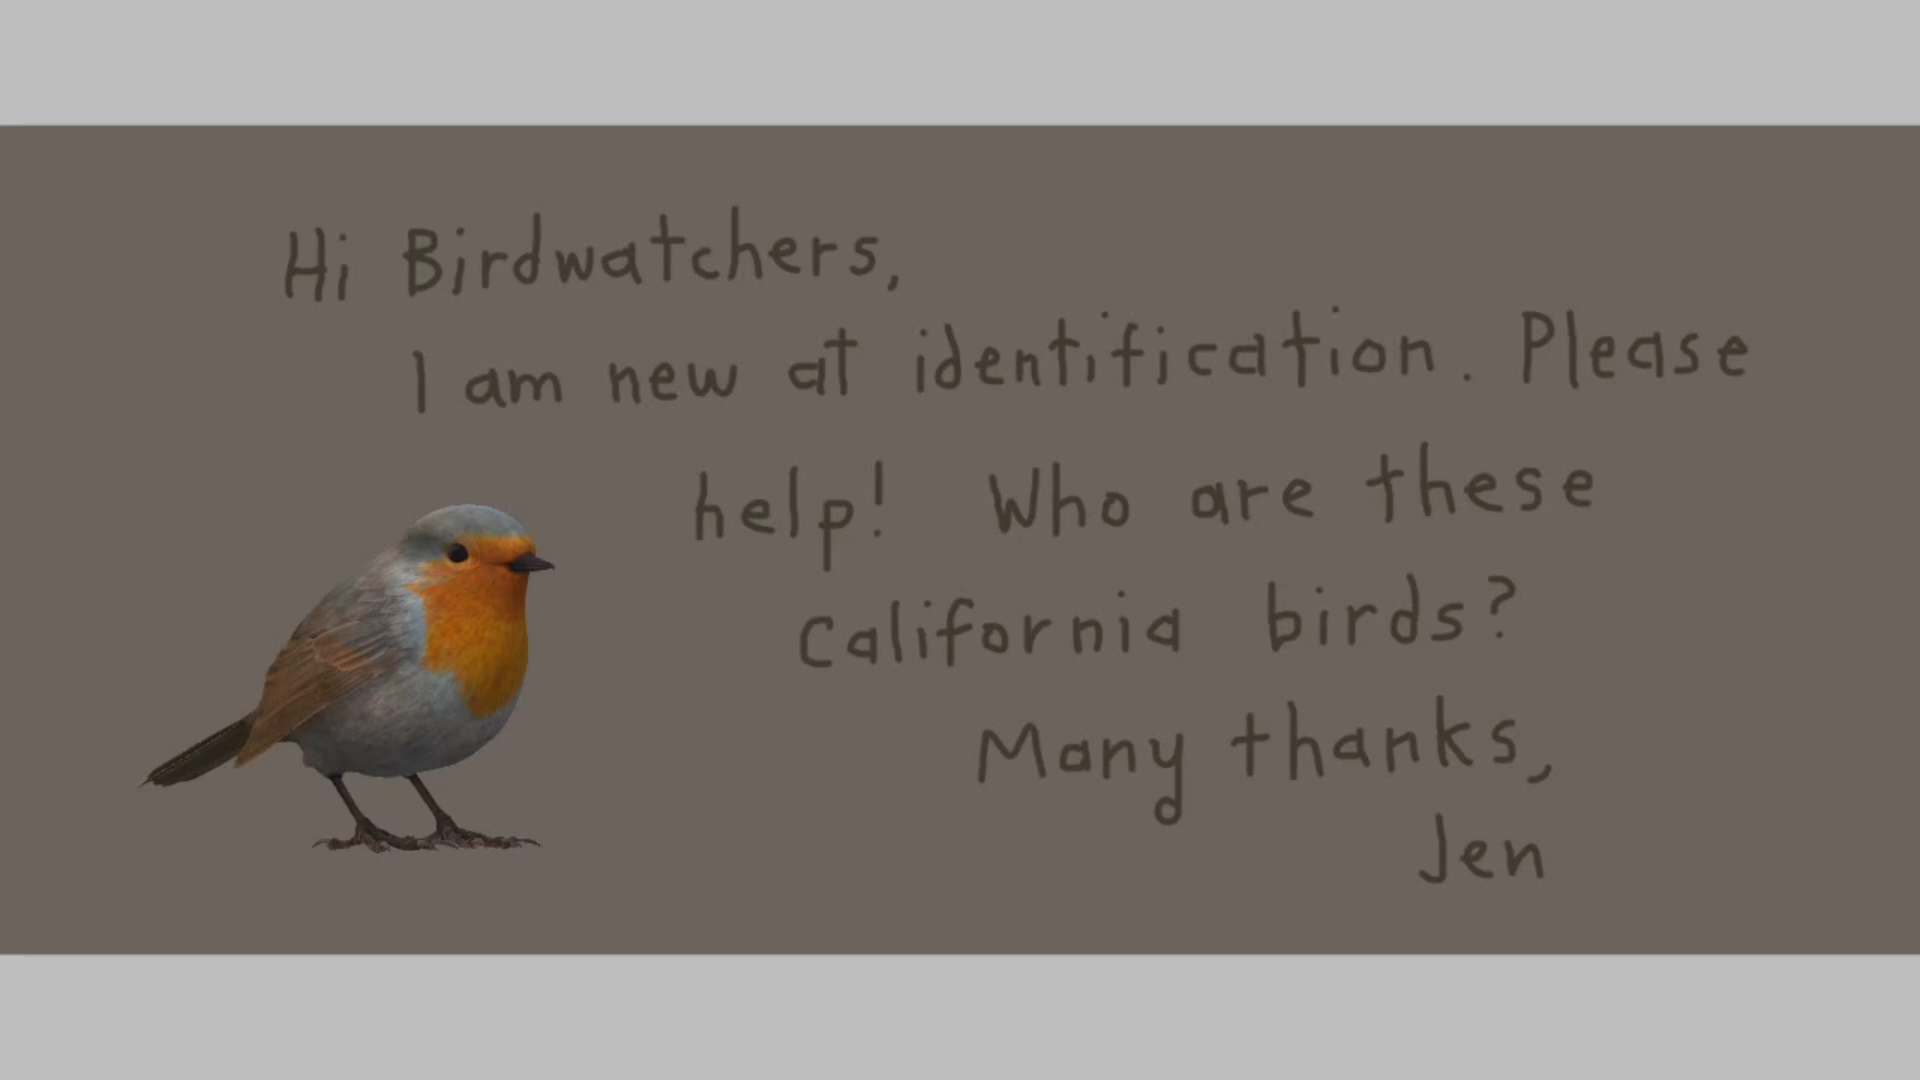 Hi Birdwatchers,
I am new at identification. Please
help! Who are these
California birds?
Many thanks,
Jen